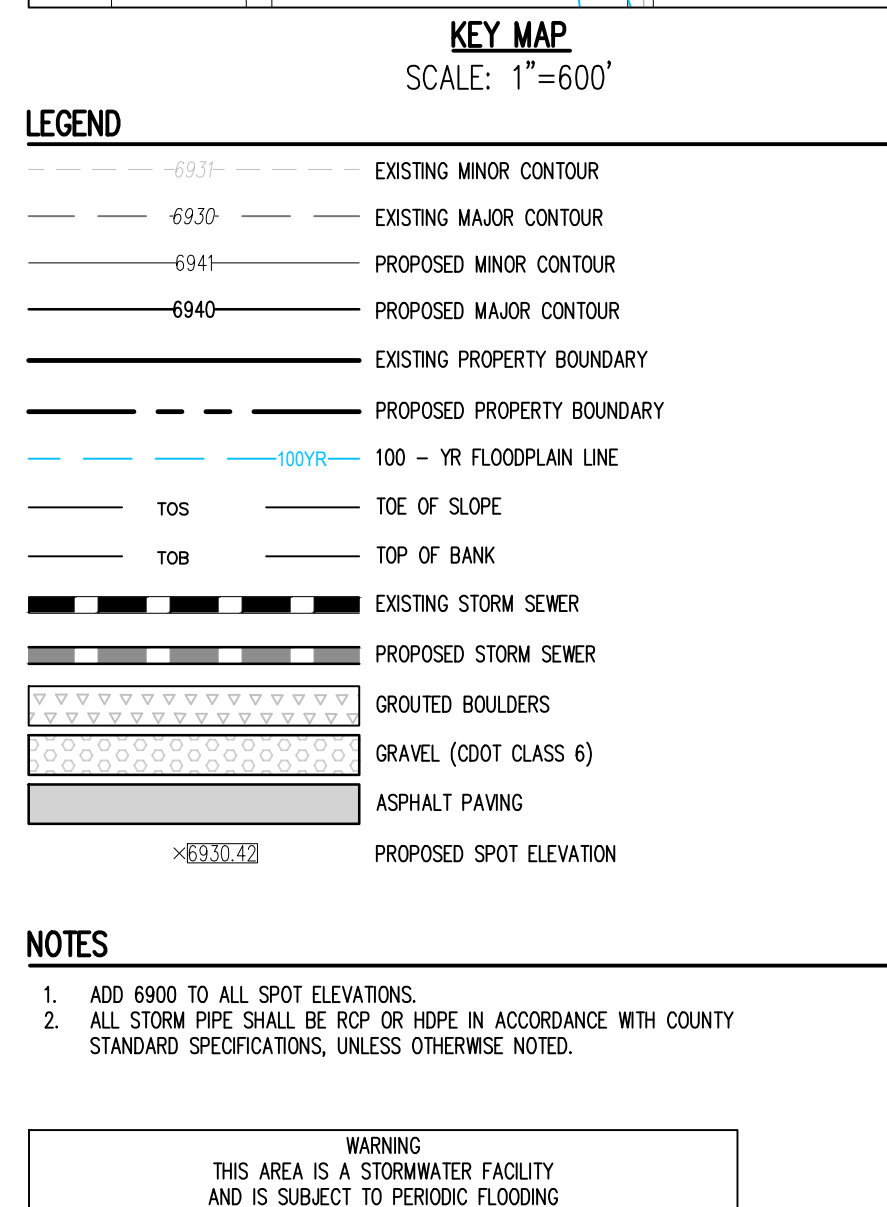 KEY MAP
SCALE: 1"=600'
LEGEND
6931 EXISTING MINOR CONTOUR
6930 EXISTING MAJOR CONTOUR
6941 PROPOSED MINOR CONTOUR
6940 PROPOSED MAJOR CONTOUR
EXISTING PROPERTY BOUNDARY
PROPOSED PROPERTY BOUNDARY
100YR 100 – YR FLOODPLAIN LINE
TOS TOE OF SLOPE
TOB TOP OF BANK
EXISTING STORM SEWER
PROPOSED STORM SEWER
GROUTED BOULDERS
GRAVEL (CDOT CLASS 6)
ASPHALT PAVING
×6930.42 PROPOSED SPOT ELEVATION
NOTES
1. ADD 6900 TO ALL SPOT ELEVATIONS.
2. ALL STORM PIPE SHALL BE RCP OR HDPE IN ACCORDANCE WITH COUNTY
STANDARD SPECIFICATIONS, UNLESS OTHERWISE NOTED.
WARNING
THIS AREA IS A STORMWATER FACILITY
AND IS SUBJECT TO PERIODIC FLOODING